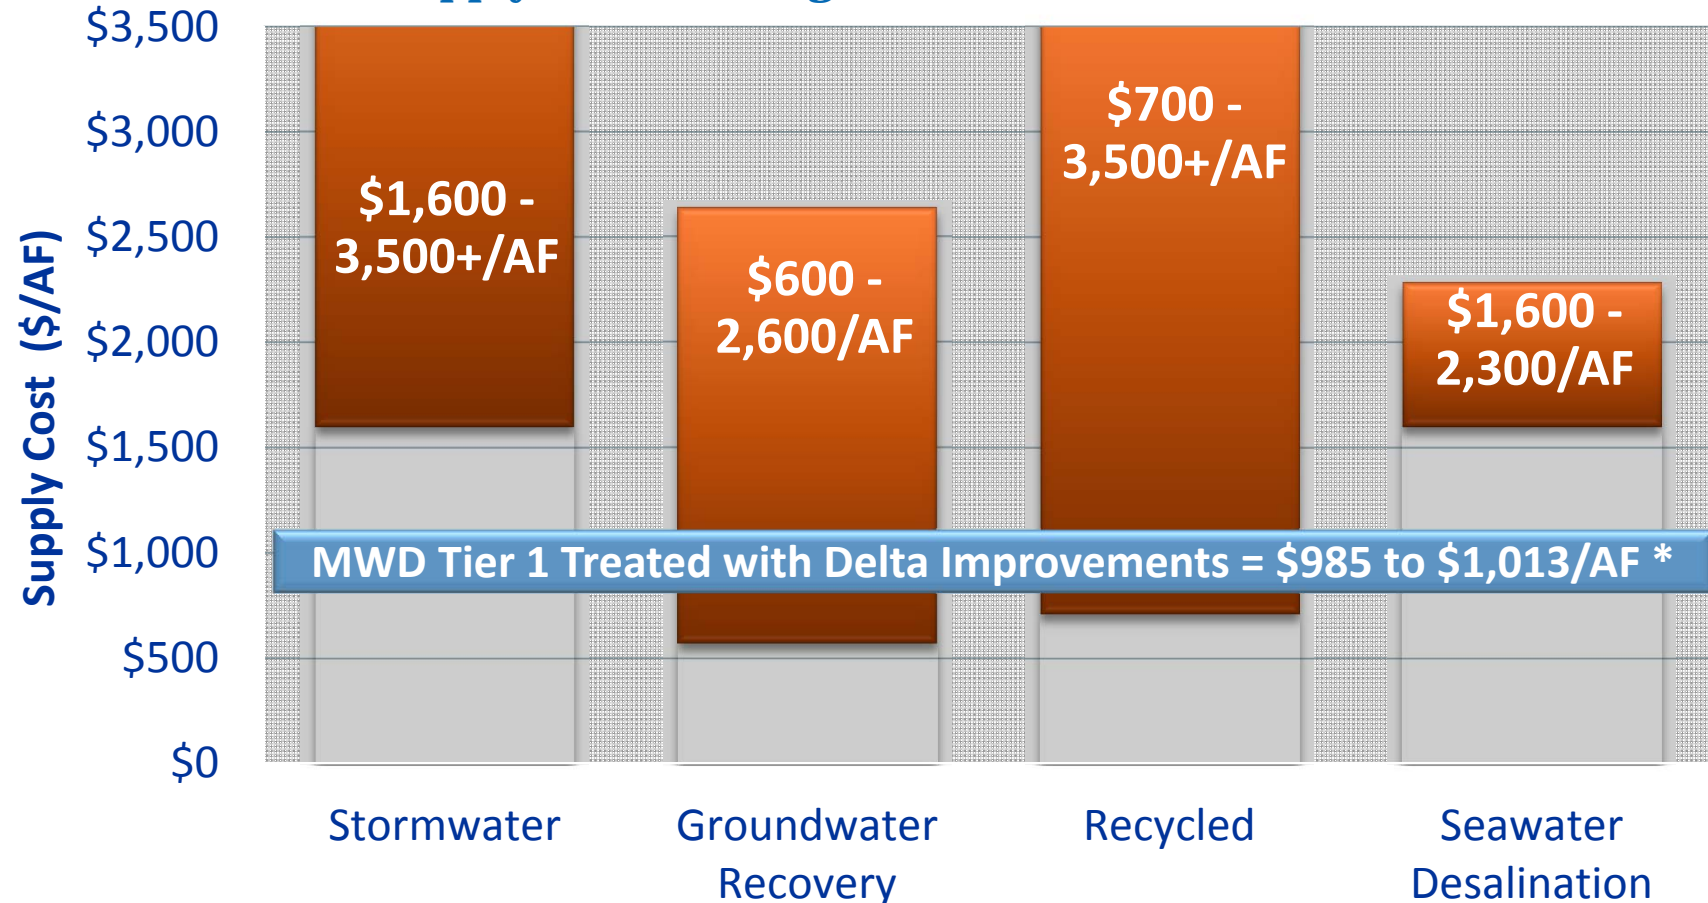 $3,500
$3,000
$2,500
$2,000
$1,500
$1,000
$500
$0
Supply Cost ($/AF)
$1,600 -
3,500+/AF
$600 -
2,600/AF
$700 -
3,500+/AF
$1,600 -
2,300/AF
MWD Tier 1 Treated with Delta Improvements = $985 to $1,013/AF *
Stormwater
Groundwater
Recovery
Recycled
Seawater
Desalination